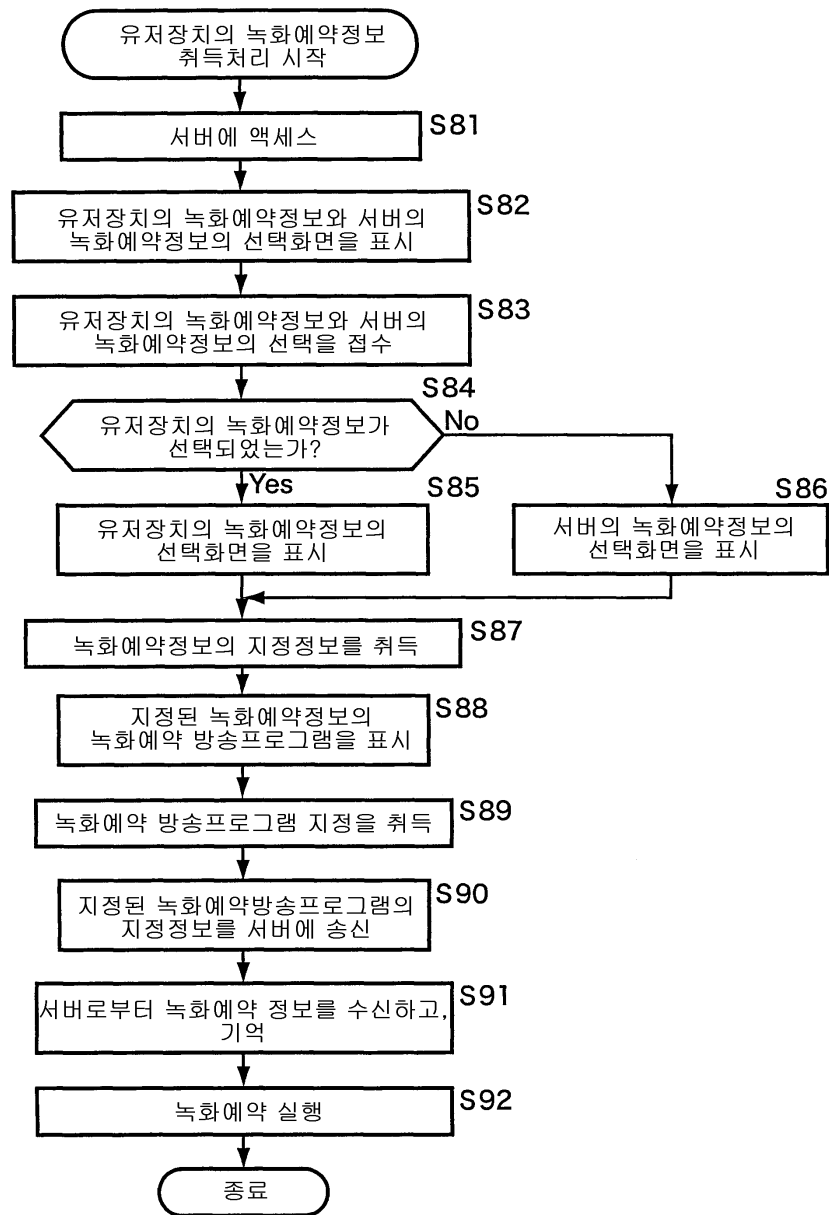 유저장치의 녹화예약정보
취득처리 시작
S81
서버에 액세스
S82
유저장치의 녹화예약정보와 서버의
녹화예약정보의 선택화면을 표시
S83
유저장치의 녹화예약정보와 서버의
녹화예약정보의 선택을 접수
S84
유저장치의 녹화예약정보가
선택되었는가?
No
Yes
S85
유저장치의 녹화예약정보의
선택화면을 표시
S86
서버의 녹화예약정보의
선택화면을 표시
S87
녹화예약정보의 지정정보를 취득
S88
지정된 녹화예약정보의
녹화예약 방송프로그램을 표시
S89
녹화예약 방송프로그램 지정을 취득
S90
지정된 녹화예약방송프로그램의
지정정보를 서버에 송신
S91
서버로부터 녹화예약 정보를 수신하고,
기억
S92
녹화예약 실행
종료